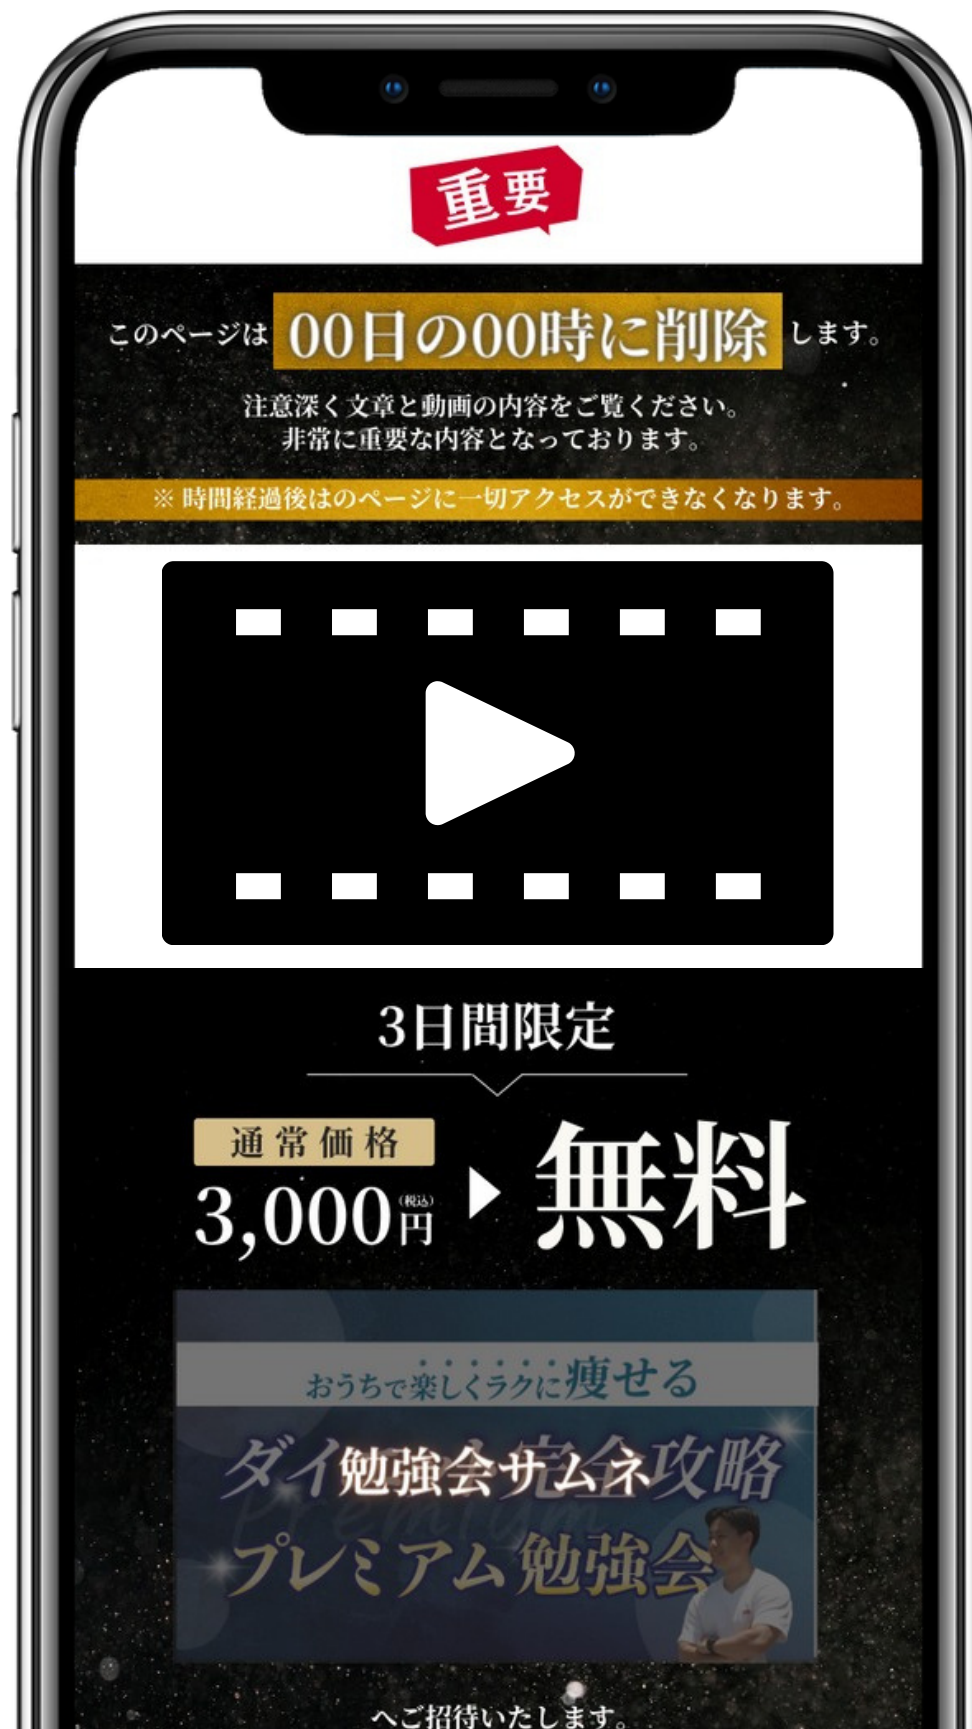 重要
このページは 00日の00時に削除 します。
注意深く文章と動画の内容をご覧ください。
非常に重要な内容となっております。
※ 時間経過後はのページに一切アクセスができなくなります。
3日間限定
通常価格
3,000円(税込)
無料
おうちで楽しくラクに痩せる
勉強会サムネ
完全攻略
プレミアム勉強会
へご招待いたします。